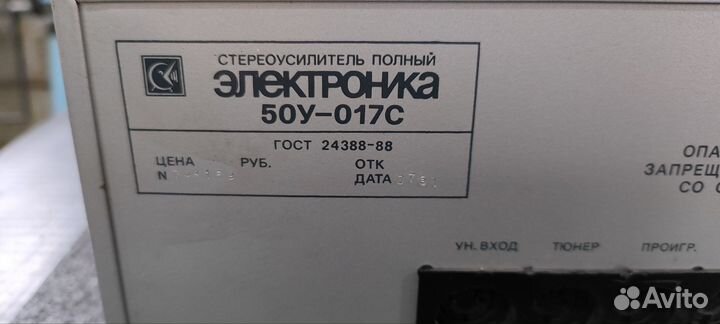 СТЕРЕОУСИЛИТЕЛЬ ПОЛНЫЙ
ЭЛЕКТРОНИКА
50У-017С
ГОСТ 24388-88
ЦЕНА РУБ. ОТК
N ДАТА
ОПА
ЗАПРЕЩ
СО С
УН. ВХОД ТЮНЕР ПРОИГР.
Avito